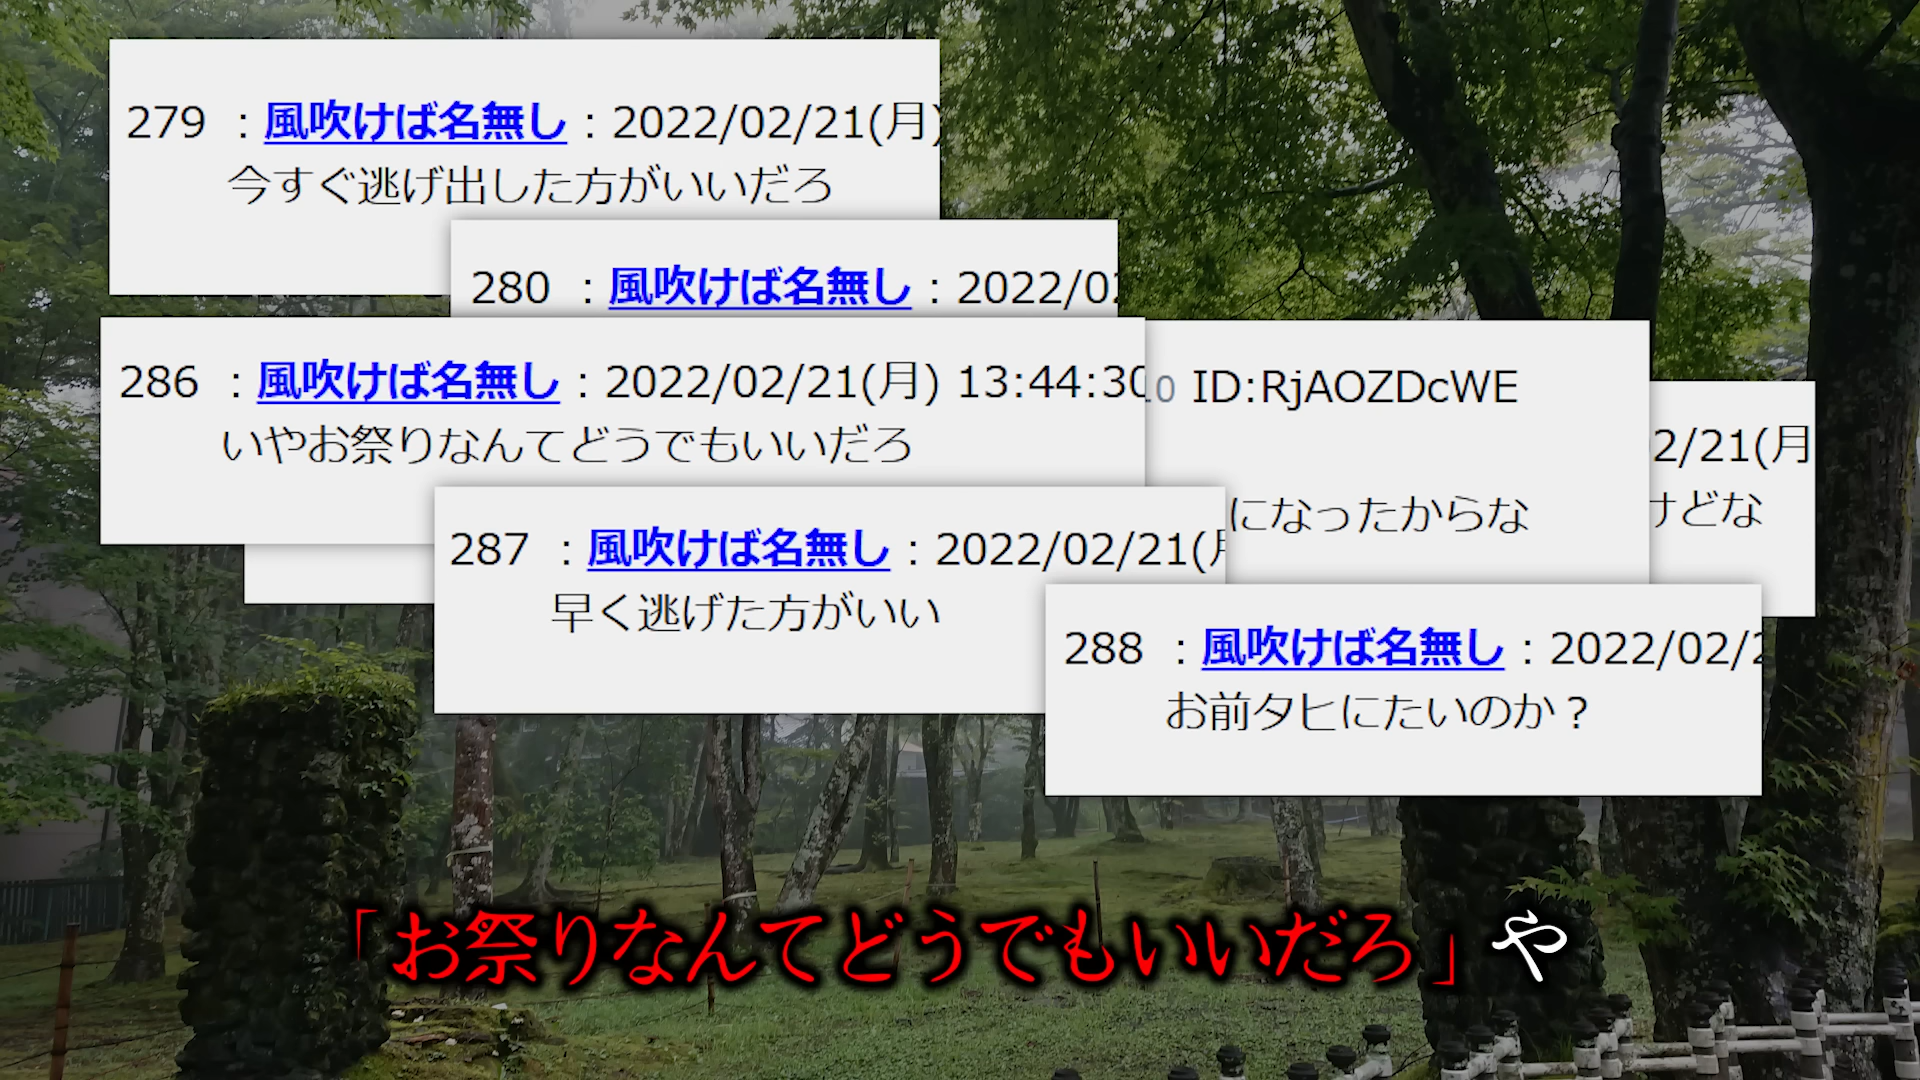 279 ：風吹けば名無し：2022/02/21(月)
今すぐ逃げ出した方がいいだろ
280 ：風吹けば名無し：2022/02
286 ：風吹けば名無し：2022/02/21(月) 13:44:30
いやお祭りなんてどうでもいいだろ
0 ID:RjAOZDcWE
になったからな
2/21(月
けどな
287 ：風吹けば名無し：2022/02/21(月
早く逃げた方がいい
288 ：風吹けば名無し：2022/02/2
お前タヒにたいのか？
「お祭りなんてどうでもいいだろ」や